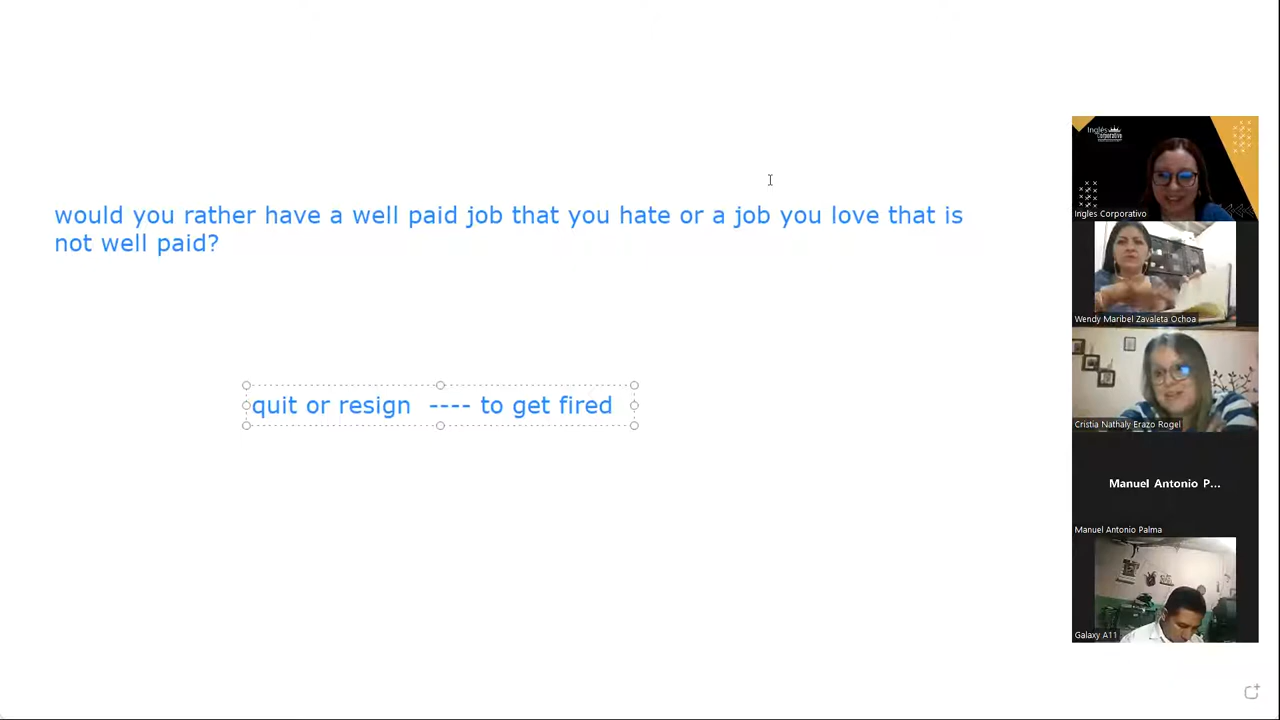 would you rather have a well paid job that you hate or a job you love that is
not well paid?
quit or resign ---- to get fired
Inglés
Corporativo
Ingles Corporativo
Wendy Maribel Zavaleta Ochoa
Cristia Nathaly Erazo Rogel
Manuel Antonio P...
Manuel Antonio Palma
Galaxy A11